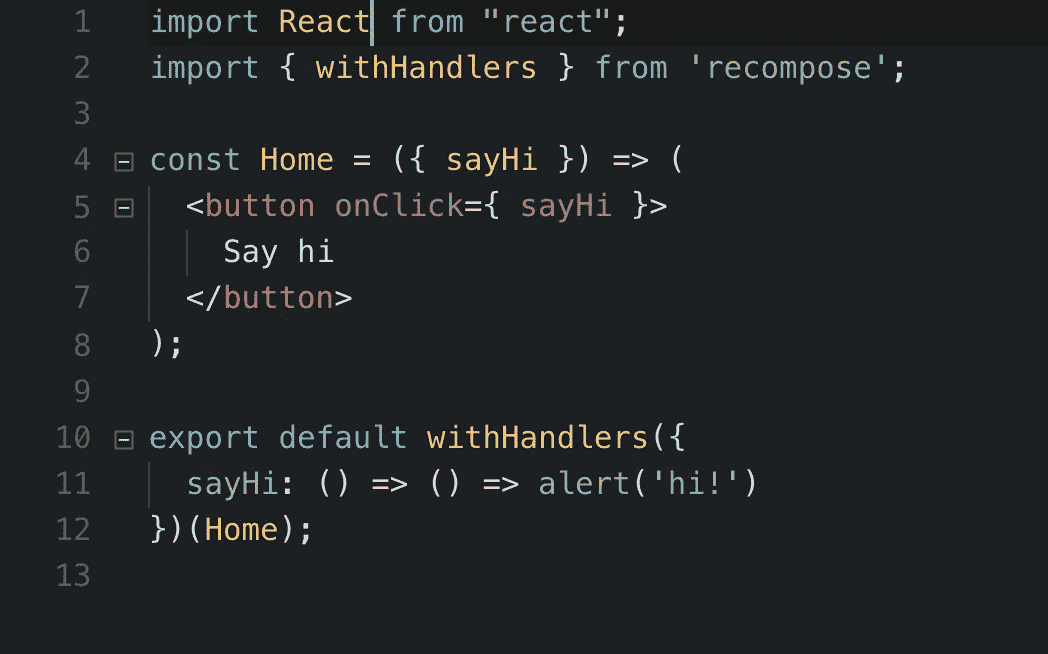 1 import React from "react";
2 import { withHandlers } from 'recompose';
3
4 const Home = ({ sayHi }) => (
5 <button onClick={ sayHi }>
6 Say hi
7 </button>
8 );
9
10 export default withHandlers({
11 sayHi: () => () => alert('hi!')
12 })(Home);
13